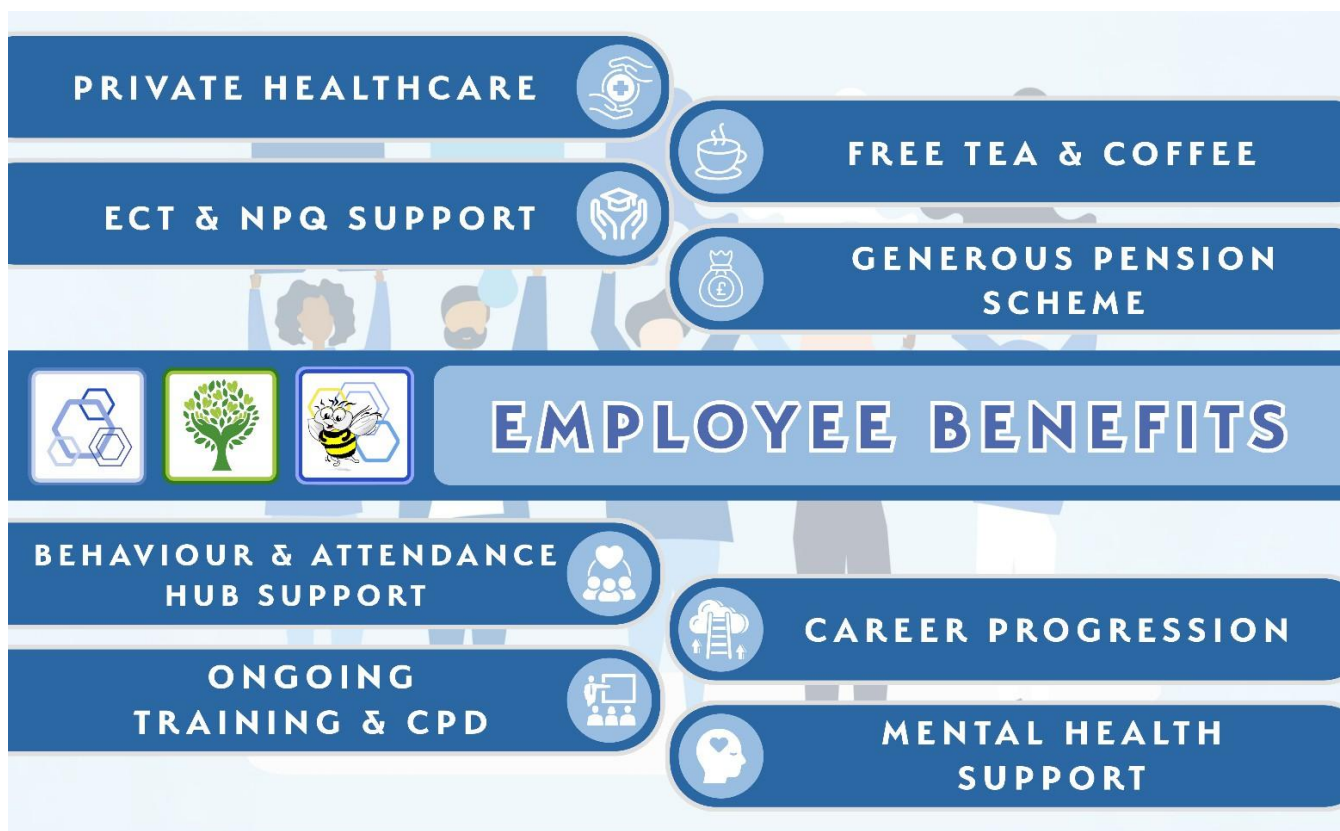 PRIVATE HEALTHCARE
FREE TEA & COFFEE
ECT & NPQ SUPPORT
GENEROUS PENSION
SCHEME
EMPLOYEE BENEFITS
BEHAVIOUR & ATTENDANCE
HUB SUPPORT
CAREER PROGRESSION
ONGOING
TRAINING & CPD
MENTAL HEALTH
SUPPORT